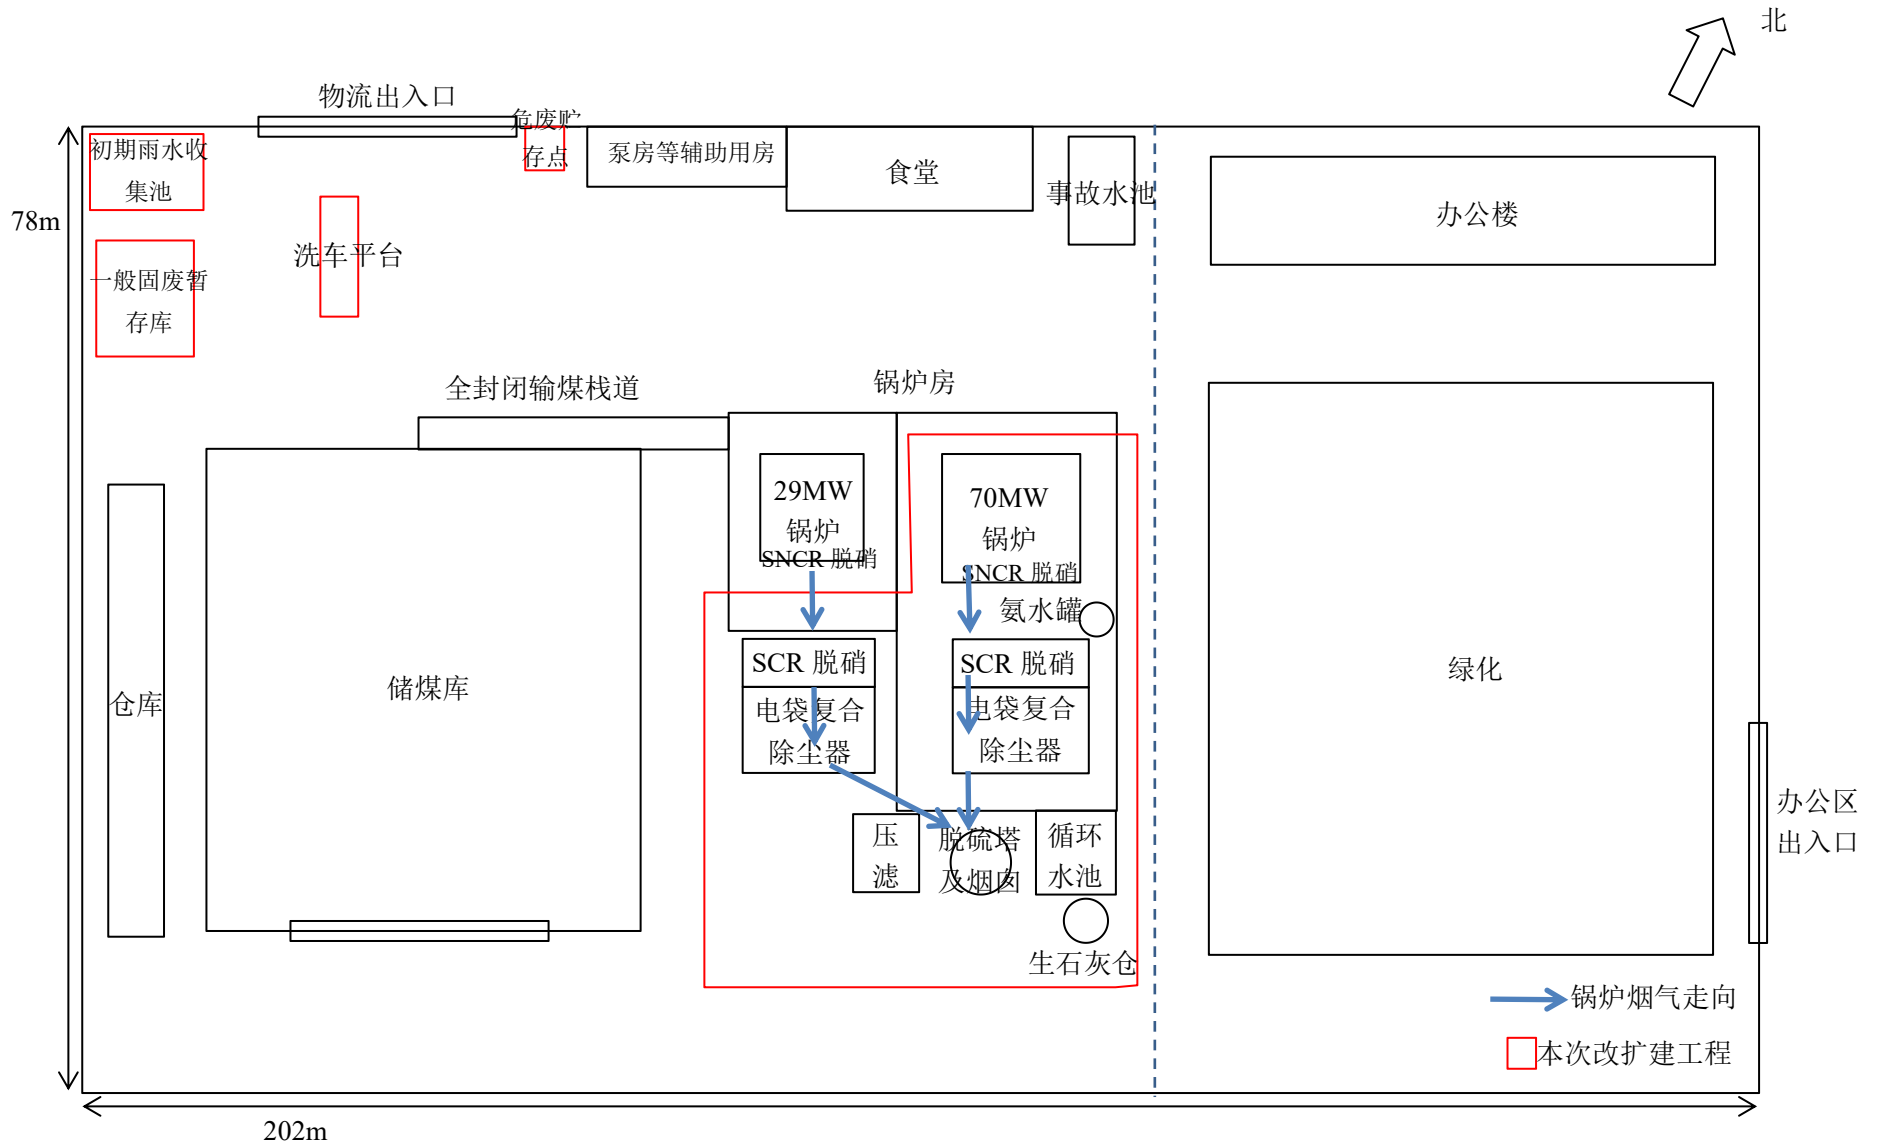 北
物流出入口
危废贮
存点
初期雨水收
集池
泵房等辅助用房
食堂
事故水池
办公楼
78m
洗车平台
一般固废暂
存库
全封闭输煤栈道
锅炉房
29MW
锅炉
SNCR 脱硝
70MW
锅炉
SNCR 脱硝
氨水罐
SCR 脱硝
电袋复合
除尘器
SCR 脱硝
电袋复合
除尘器
仓库
储煤库
绿化
压
滤
脱硫塔
及烟囱
循环
水池
生石灰仓
办公区
出入口
锅炉烟气走向
本次改扩建工程
202m